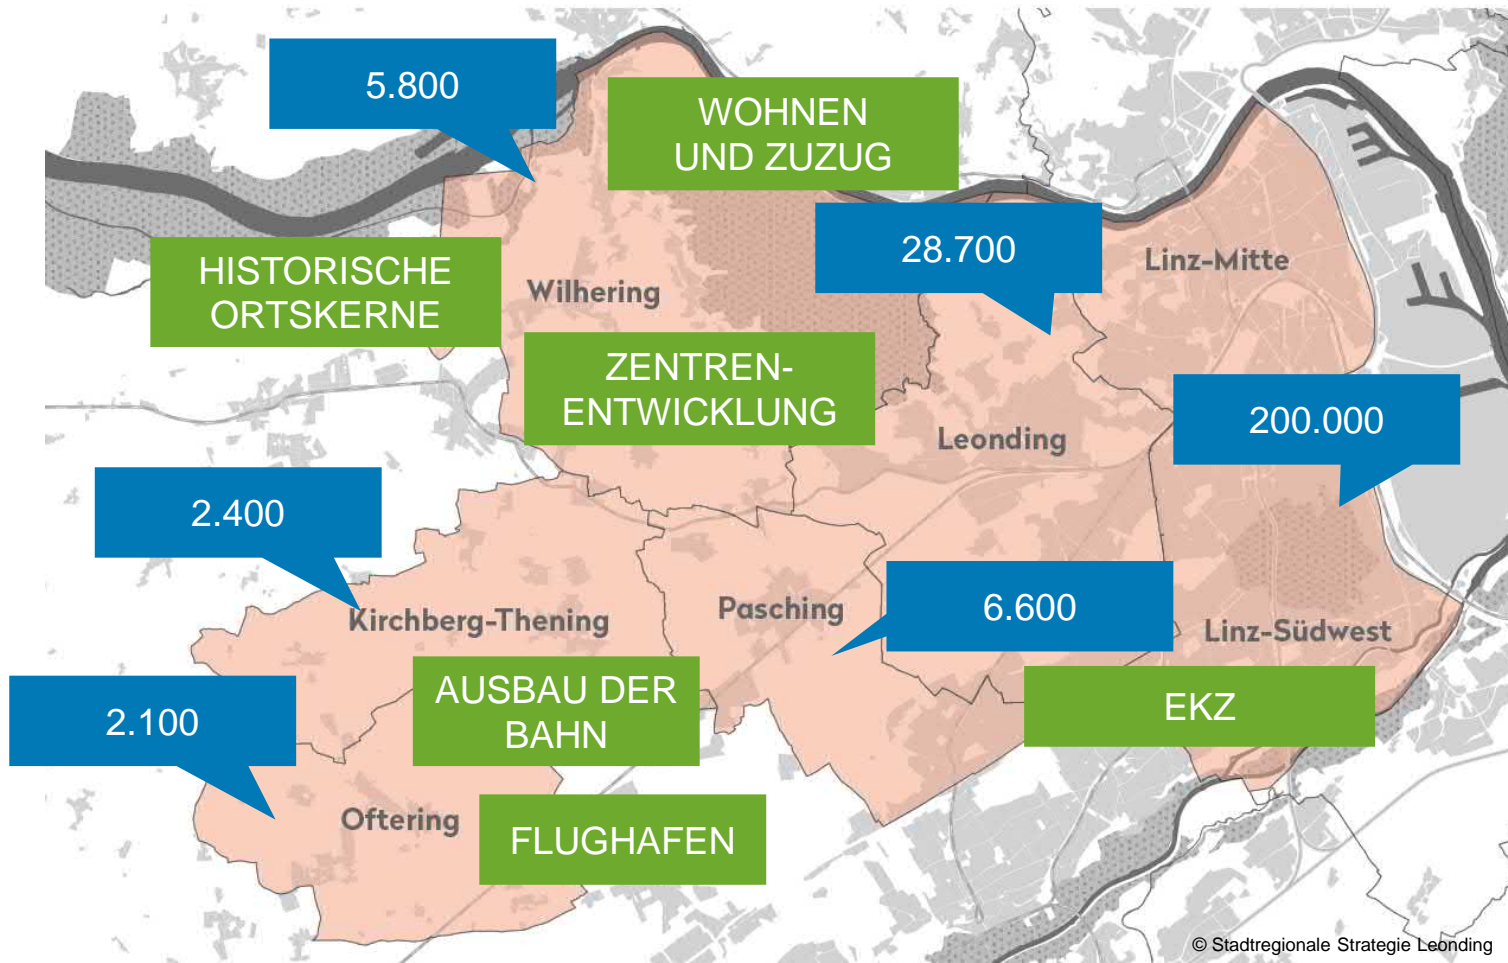 5.800
WOHNEN
UND ZUZUG
28.700
Linz-Mitte
HISTORISCHE
ORTSKERNE
Wilhering
ZENTREN-
ENTWICKLUNG
Leonding
200.000
2.400
Kirchberg-Thening
Pasching
6.600
Linz-Südwest
2.100
AUSBAU DER
BAHN
EKZ
Oftering
FLUGHAFEN
© Stadtregionale Strategie Leonding